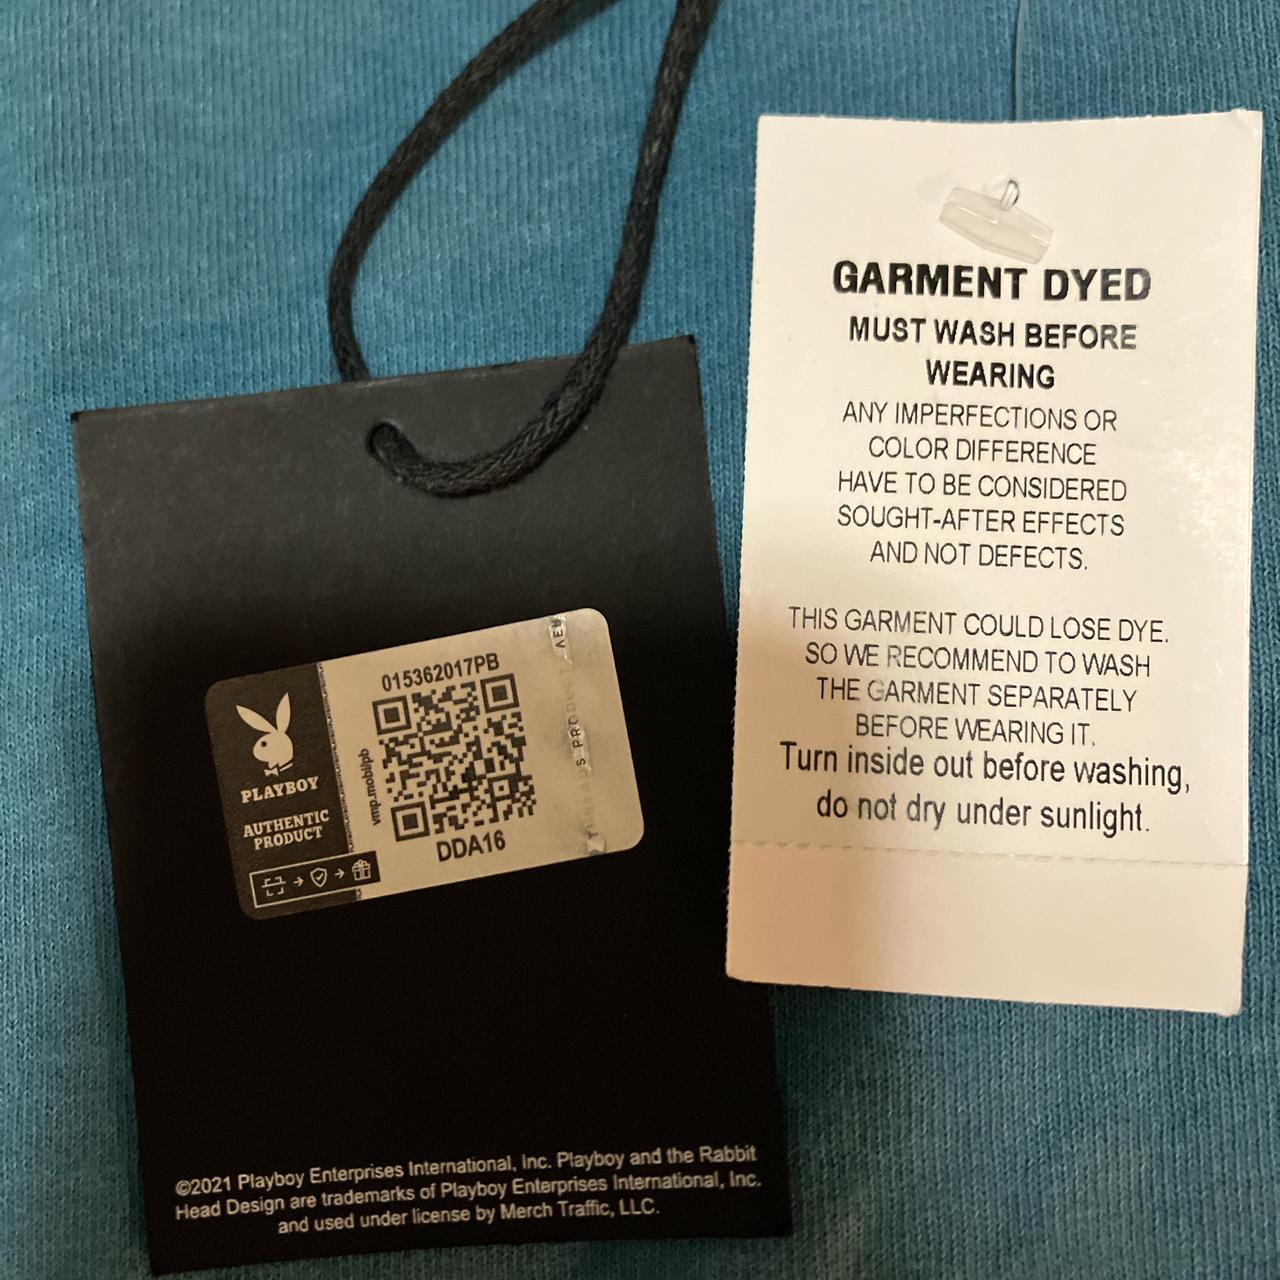 015362017PB
vmp.mobi/pb
PLAYBOY
AUTHENTIC
PRODUCT
DDA16
©2021 Playboy Enterprises International, Inc. Playboy and the Rabbit
Head Design are trademarks of Playboy Enterprises International, Inc.
and used under license by Merch Traffic, LLC.
GARMENT DYED
MUST WASH BEFORE
WEARING
ANY IMPERFECTIONS OR
COLOR DIFFERENCE
HAVE TO BE CONSIDERED
SOUGHT-AFTER EFFECTS
AND NOT DEFECTS.
THIS GARMENT COULD LOSE DYE.
SO WE RECOMMEND TO WASH
THE GARMENT SEPARATELY
BEFORE WEARING IT.
Turn inside out before washing,
do not dry under sunlight.